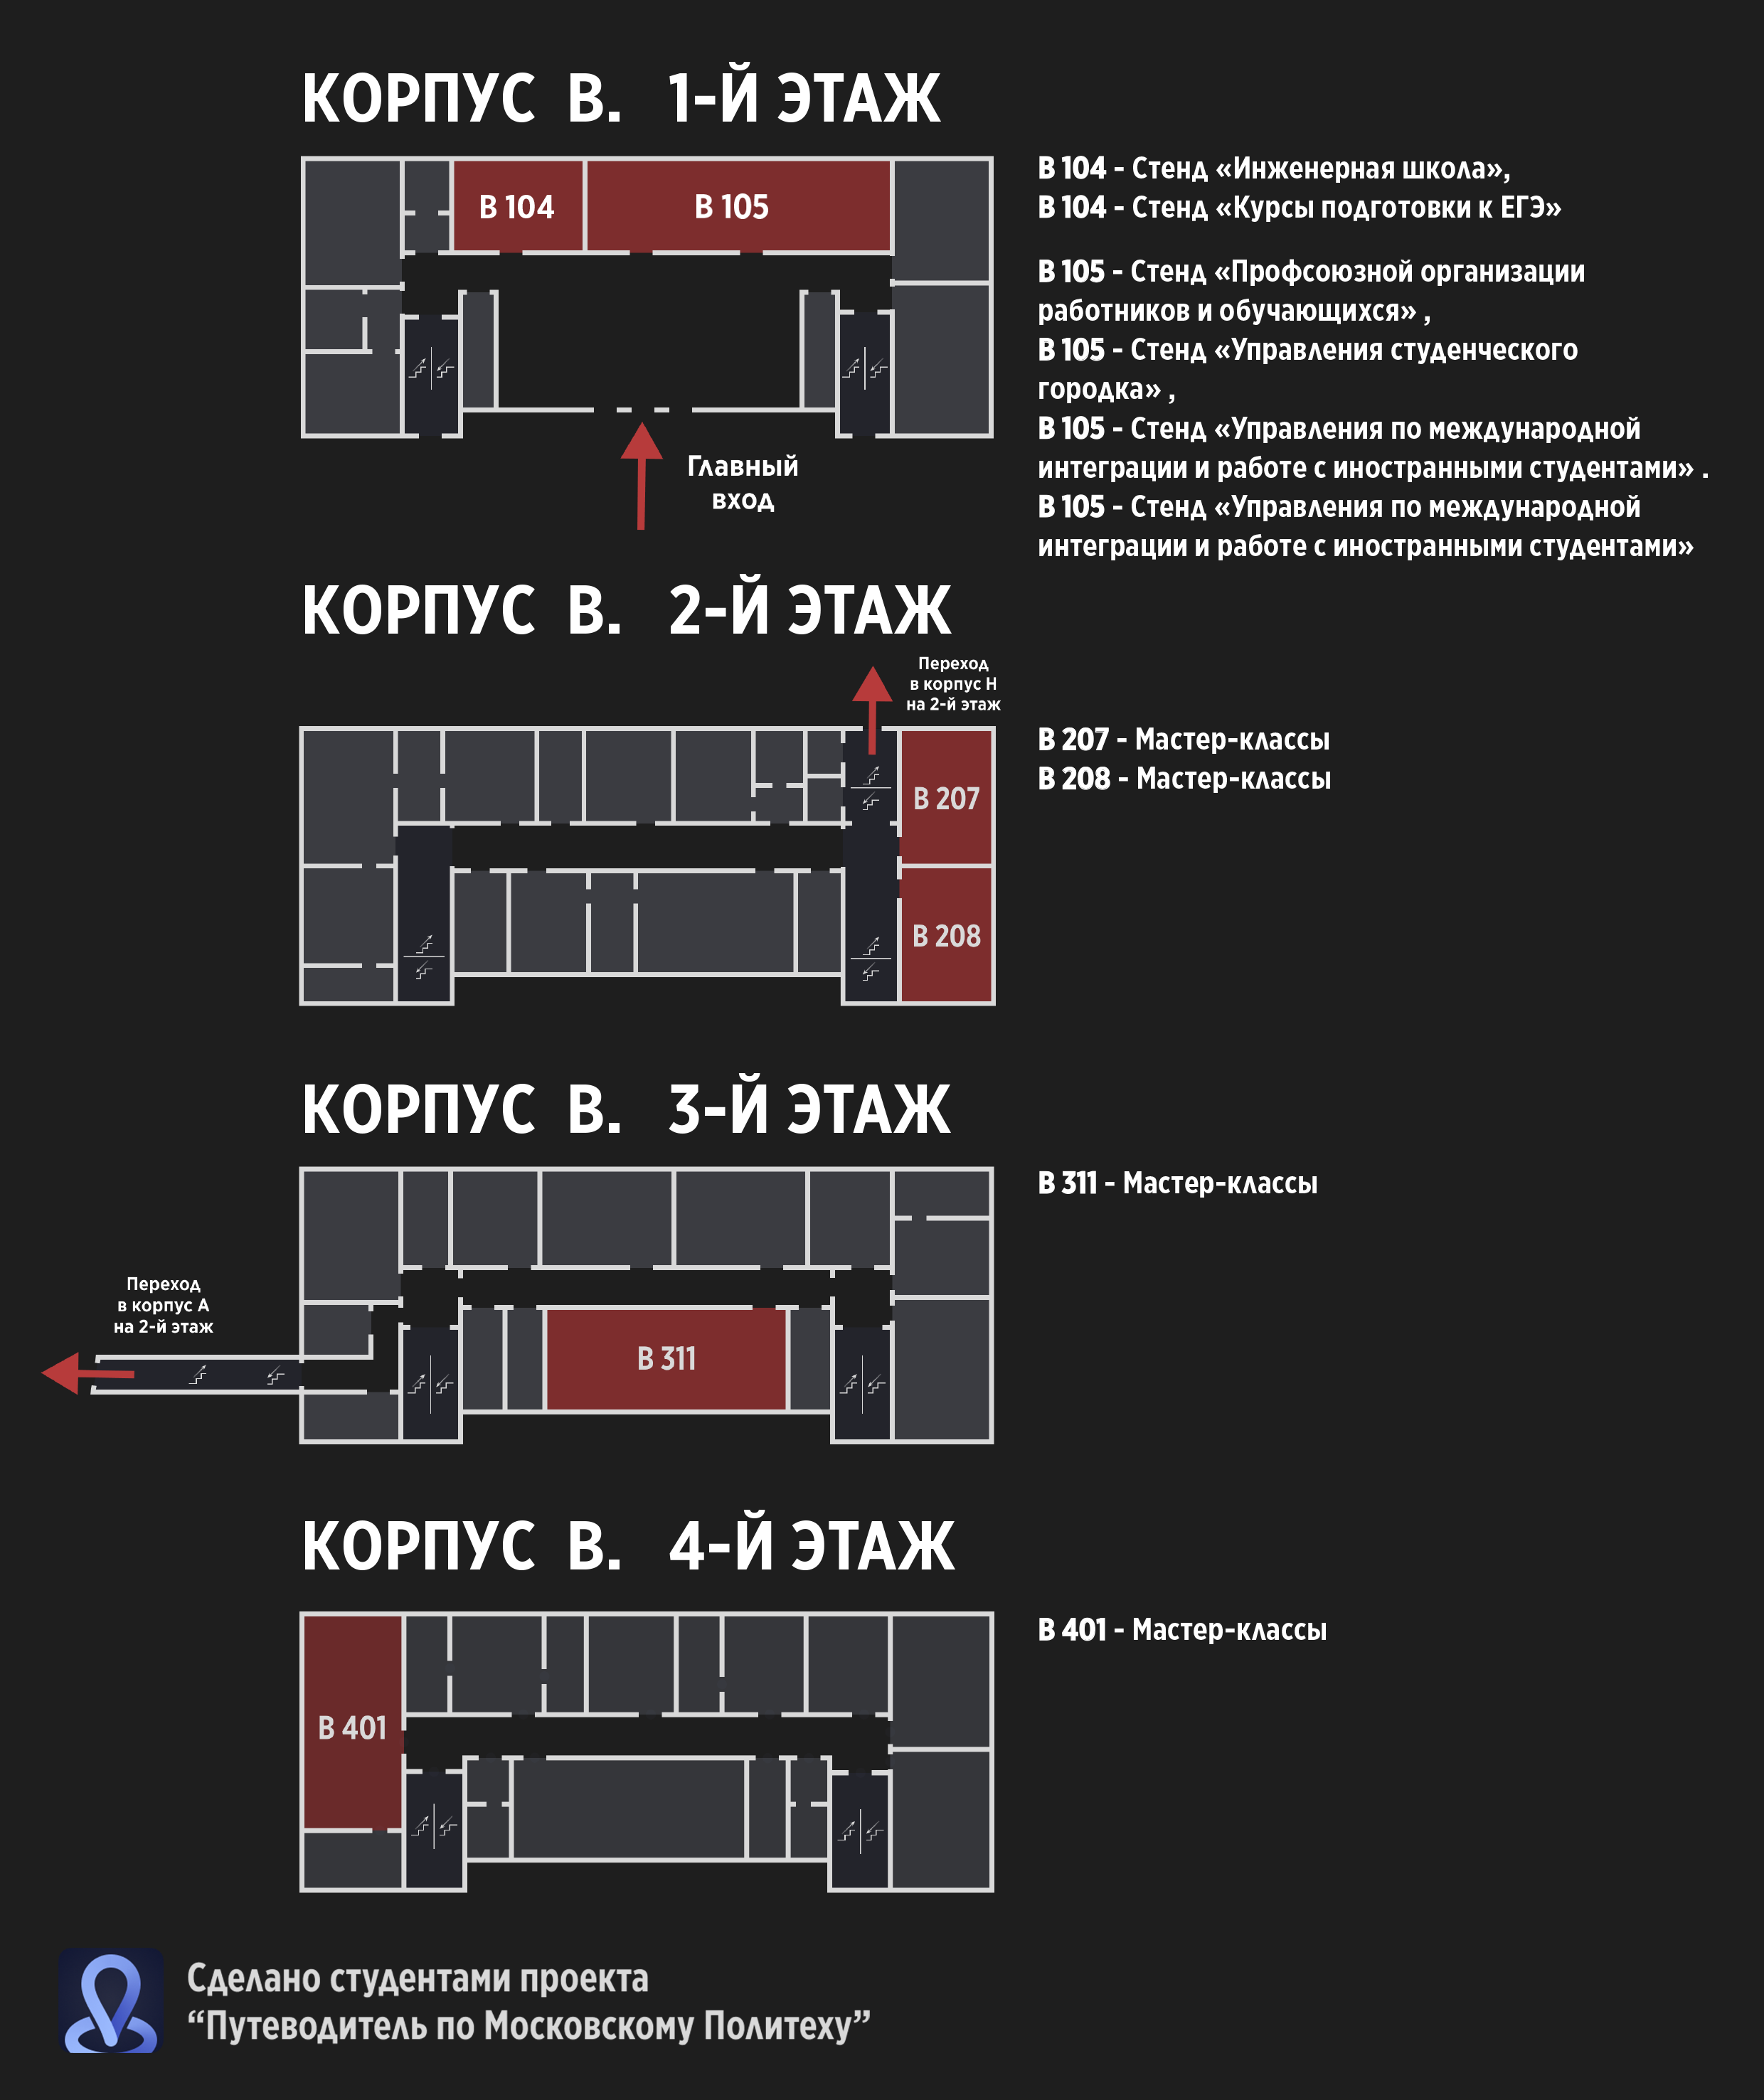 КОРПУС В. 1-Й ЭТАЖ
В 104
В 105
В 104 - Стенд «Инженерная школа»,
В 104 - Стенд «Курсы подготовки к ЕГЭ»
В 105 - Стенд «Профсоюзной организации
работников и обучающихся» ,
В 105 - Стенд «Управления студенческого
городка» ,
В 105 - Стенд «Управления по международной
интеграции и работе с иностранными студентами» .
В 105 - Стенд «Управления по международной
интеграции и работе с иностранными студентами»
Главный
вход
КОРПУС В. 2-Й ЭТАЖ
Переход
в корпус Н
на 2-й этаж
В 207
В 208
В 207 - Мастер-классы
В 208 - Мастер-классы
КОРПУС В. 3-Й ЭТАЖ
Переход
в корпус А
на 2-й этаж
В 311
В 311 - Мастер-классы
КОРПУС В. 4-Й ЭТАЖ
В 401
В 401 - Мастер-классы
Сделано студентами проекта
“Путеводитель по Московскому Политеху”